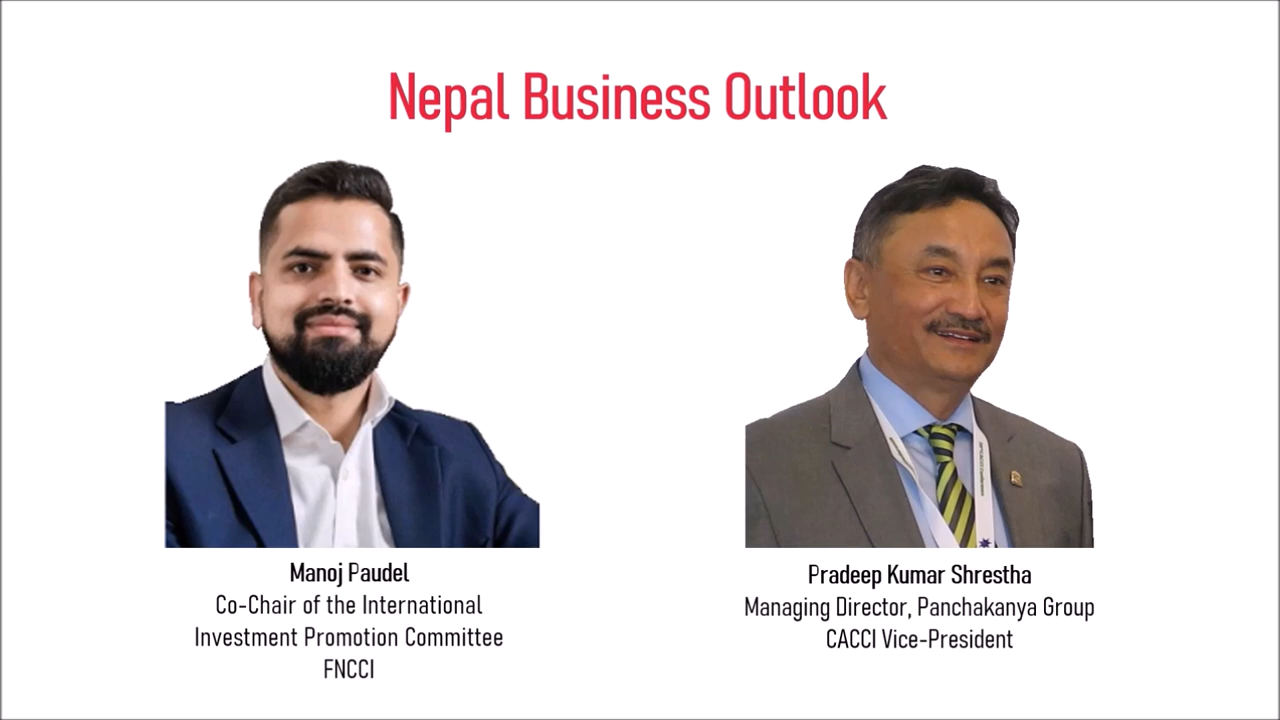 Nepal Business Outlook
Manoj Paudel
Co-Chair of the International
Investment Promotion Committee
FNCCI
Pradeep Kumar Shrestha
Managing Director, Panchakanya Group
CACCI Vice-President